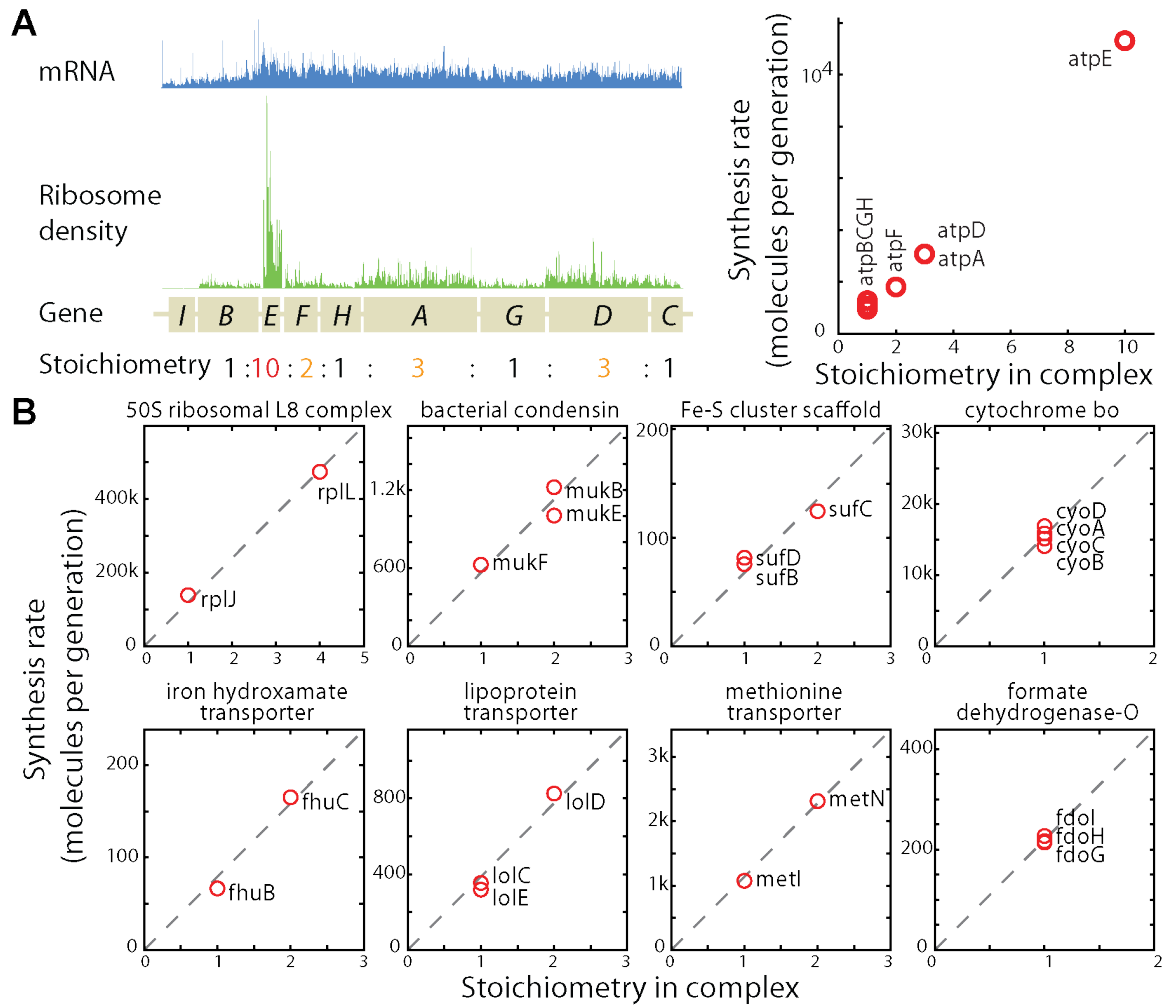 A
mRNA
Ribosome
density
Gene
I B E F H A G D C
Stoichiometry 1 : 10 : 2 : 1 : 3 : 1 : 3 : 1
Synthesis rate
(molecules per generation)
10⁴
0
atpE
atpBCGH
atpF
atpD
atpA
0 2 4 6 8 10
Stoichiometry in complex
B
Synthesis rate
(molecules per generation)
50S ribosomal L8 complex
400k
200k
0
rplL
rplJ
0 1 2 3 4 5
bacterial condensin
1.2k
600
0
mukB
mukE
mukF
0 1 2 3
Fe-S cluster scaffold
200
100
0
sufC
sufD
sufB
0 1 2 3
cytochrome bo
30k
20k
10k
0
cyoD
cyoA
cyoC
cyoB
0 1 2
iron hydroxamate
transporter
200
100
0
fhuC
fhuB
0 1 2 3
lipoprotein
transporter
800
400
0
lolD
lolC
lolE
0 1 2 3
methionine
transporter
3k
2k
1k
0
metN
metI
0 1 2 3
formate
dehydrogenase-O
400
200
0
fdoI
fdoH
fdoG
0 1 2
Stoichiometry in complex